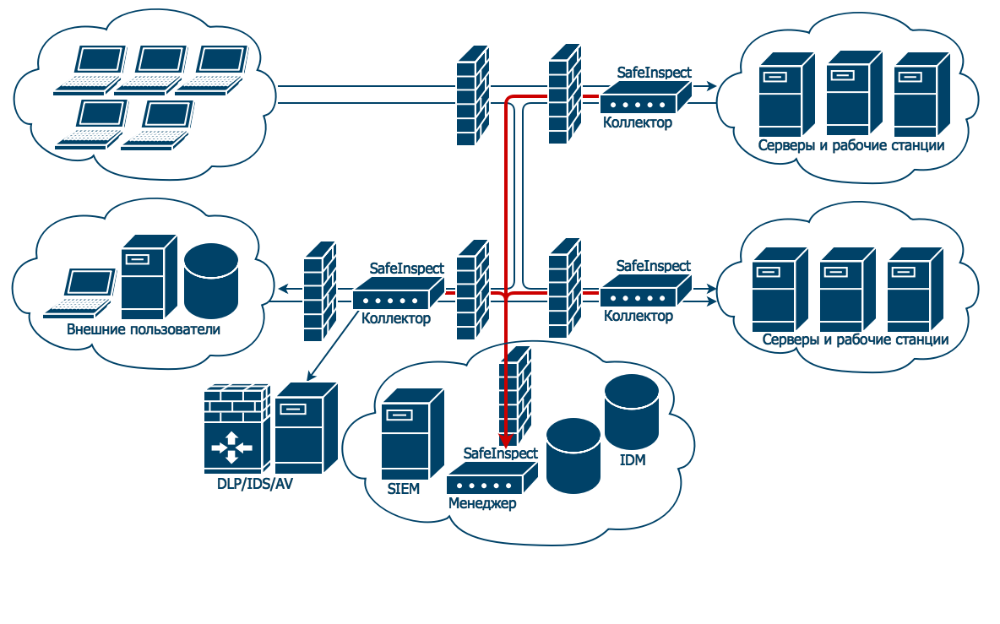 SafeInspect
Коллектор
Серверы и рабочие станции
SafeInspect
Коллектор
SafeInspect
Коллектор
Внешние пользователи
Серверы и рабочие станции
SafeInspect
Менеджер
IDM
SIEM
DLP/IDS/AV